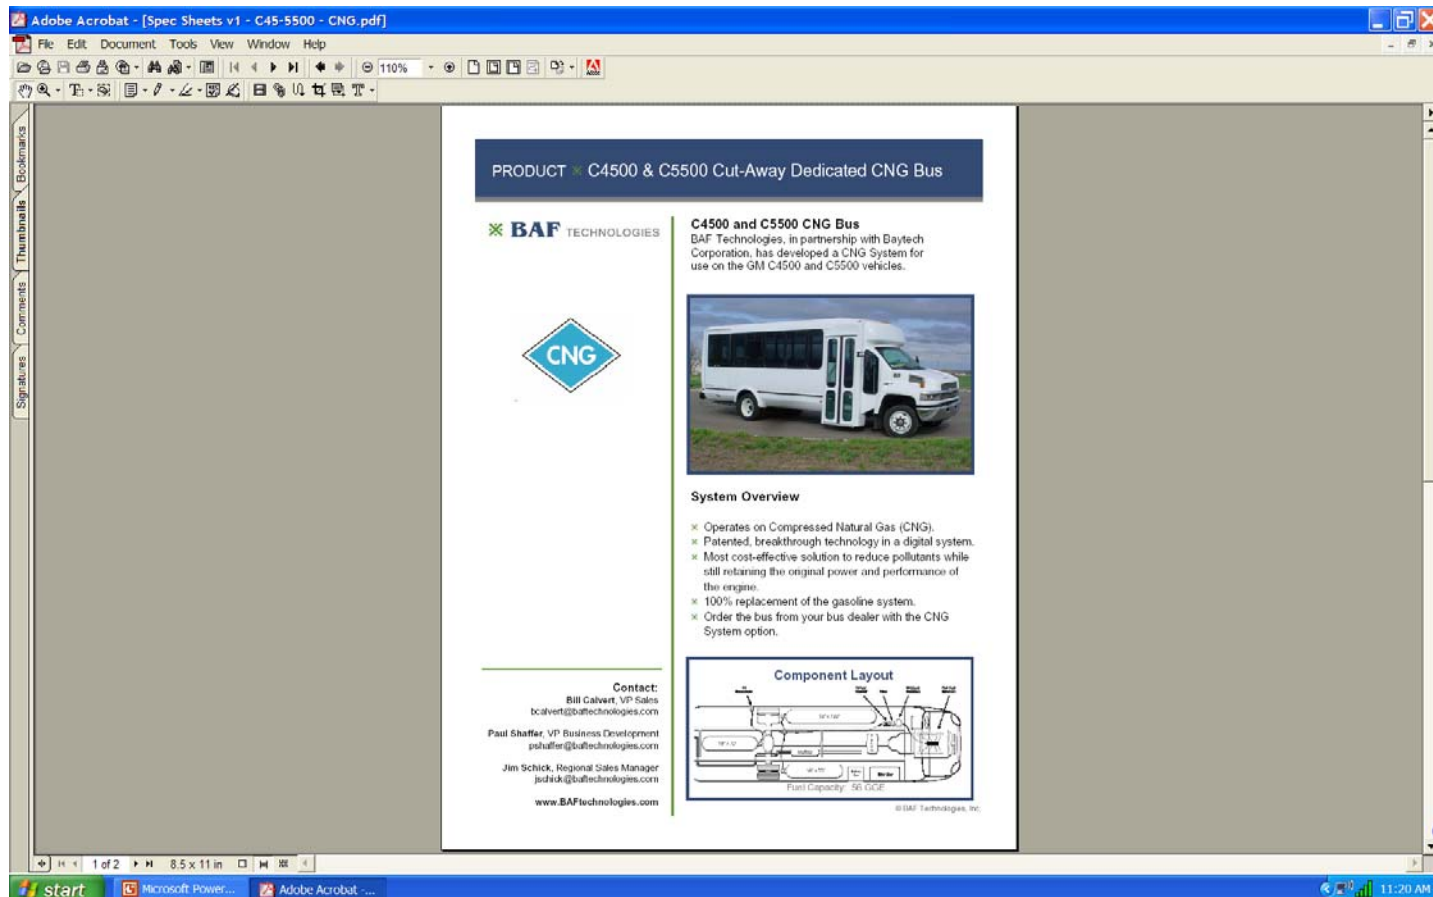 Adobe Acrobat - [Spec Sheets v1 - C45-5500 - CNG.pdf]
File Edit Document Tools View Window Help
110%
Bookmarks
Thumbnails
Comments
Signatures
PRODUCT C4500 & C5500 Cut-Away Dedicated CNG Bus
BAF TECHNOLOGIES
CNG
C4500 and C5500 CNG Bus
BAF Technologies, in partnership with Baytech
Corporation, has developed a CNG System for
use on the GM C4500 and C5500 vehicles.
System Overview
Operates on Compressed Natural Gas (CNG).
Patented, breakthrough technology in a digital system.
Most cost-effective solution to reduce pollutants while
still retaining the original power and performance of
the engine.
100% replacement of the gasoline system.
Order the bus from your bus dealer with the CNG
System option.
Contact:
Bill Calvert, VP Sales
bcalvert@baftechnologies.com
Paul Shaffer, VP Business Development
pshaffer@baftechnologies.com
Jim Schick, Regional Sales Manager
jschick@baftechnologies.com
www.BAFtechnologies.com
Component Layout
Fuel Capacity: 56 GGE
© BAF Technologies, Inc.
1 of 2 8.5 x 11 in
start Microsoft Power... Adobe Acrobat -... 11:20 AM